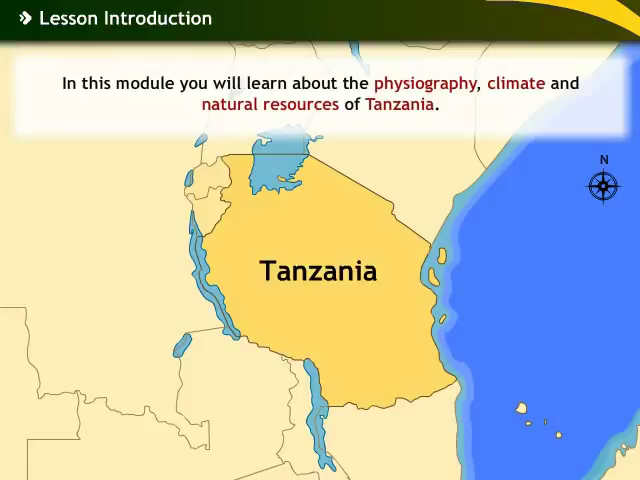 Lesson Introduction
In this module you will learn about the physiography, climate and
natural resources of Tanzania.
N
Tanzania